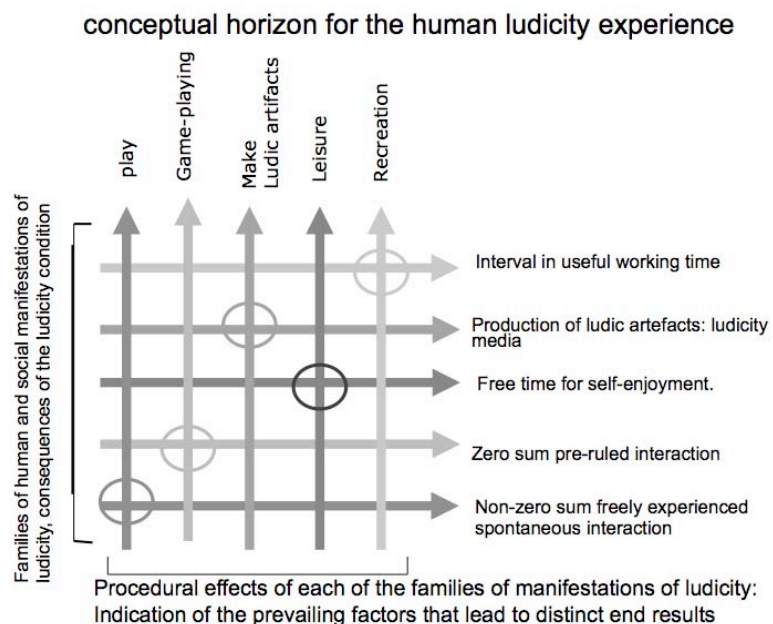 conceptual horizon for the human ludicity experience
play
Game-playing
Make
Ludic artifacts
Leisure
Recreation
Families of human and social manifestations of
ludicity, consequences of the ludicity condition
Interval in useful working time
Production of ludic artefacts: ludicity
media
Free time for self-enjoyment.
Zero sum pre-ruled interaction
Non-zero sum freely experienced
spontaneous interaction
Procedural effects of each of the families of manifestations of ludicity:
Indication of the prevailing factors that lead to distinct end results